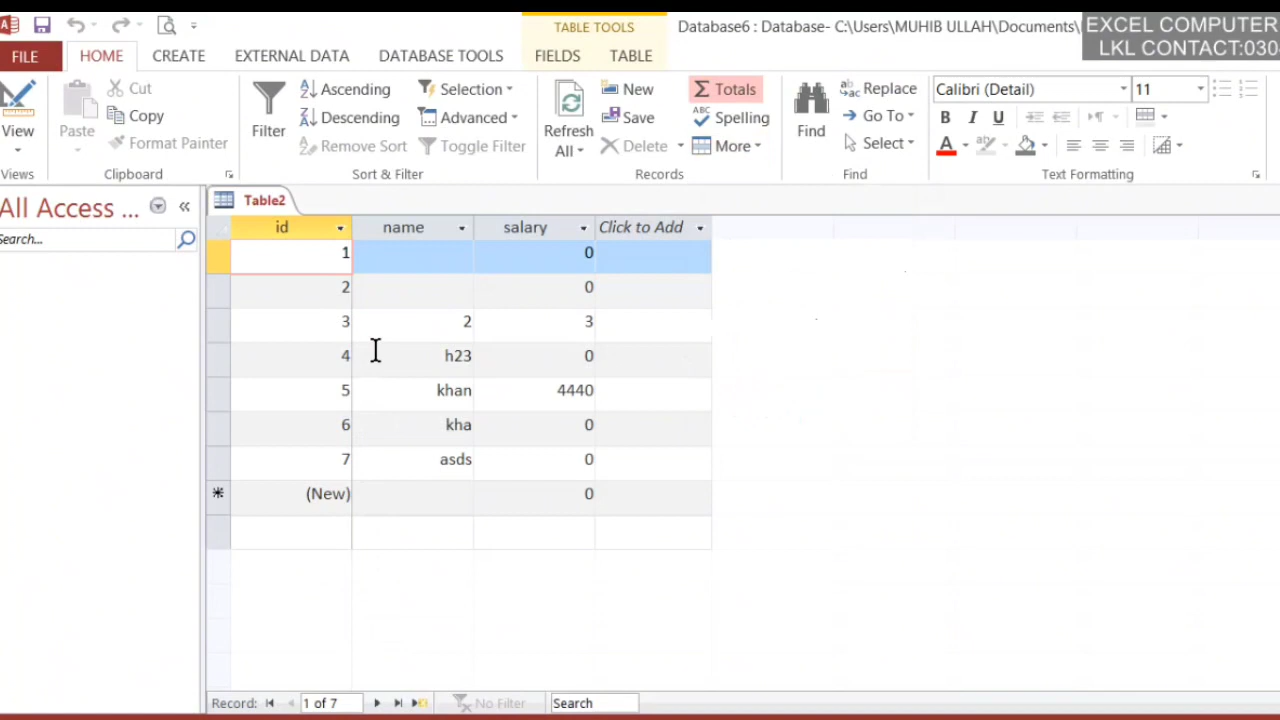 TABLE TOOLS
Database6 : Database- C:\Users\MUHIB ULLAH\Documents\
EXCEL COMPUTER
LKL CONTACT:030
FILE HOME CREATE EXTERNAL DATA DATABASE TOOLS FIELDS TABLE
View
Views
Paste
Cut
Copy
Format Painter
Clipboard
Filter
Ascending
Descending
Remove Sort
Selection
Advanced
Toggle Filter
Sort & Filter
Refresh
All
New
Save
Delete
Totals
ABC
Spelling
More
Records
Find
Replace
Go To
Select
Find
Calibri (Detail) 11
B I U
A
Text Formatting
All Access ...
Search...
Table2
id name salary Click to Add
1 0
2 0
3 2 3
4 h23 0
5 khan 4440
6 kha 0
7 asds 0
(New) 0
Record: 1 of 7 No Filter Search